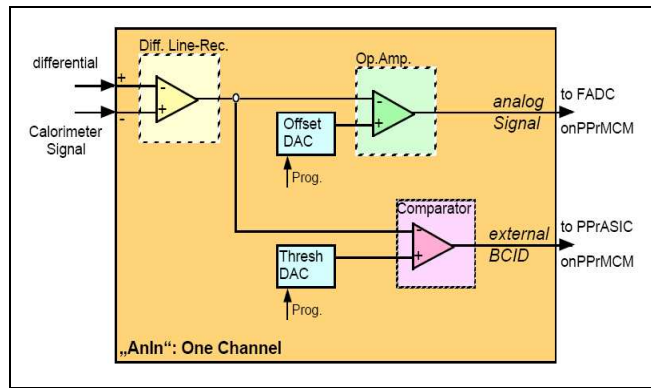 Diff. Line-Rec.
differential
+
-
+
-
Calorimeter
Signal
Op.Amp.
-
+
Offset
DAC
Prog.
analog
Signal
to FADC
onPPrMCM
Comparator
-
+
Thresh
DAC
Prog.
external
BCID
to PPrASIC
onPPrMCM
„AnIn“: One Channel